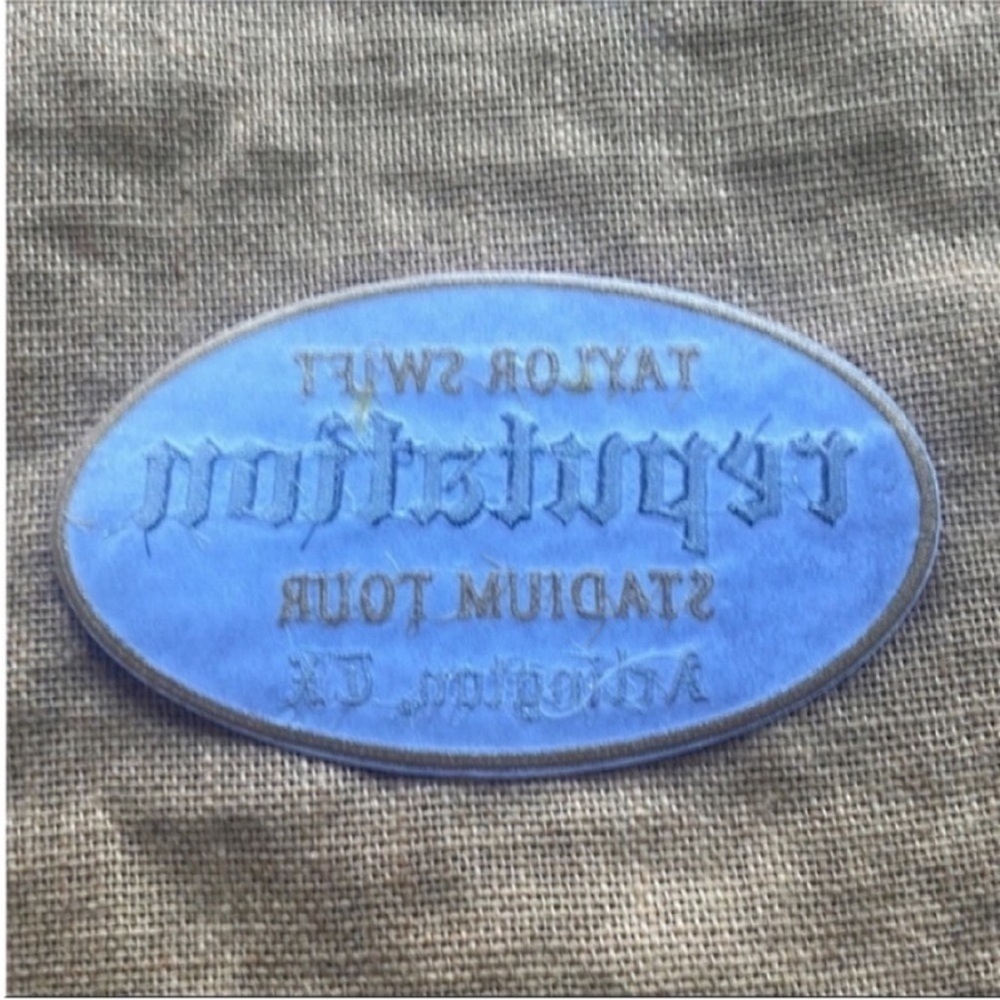 TAYLOR SWIFT
reputation
STADIUM TOUR
Arlington, TX